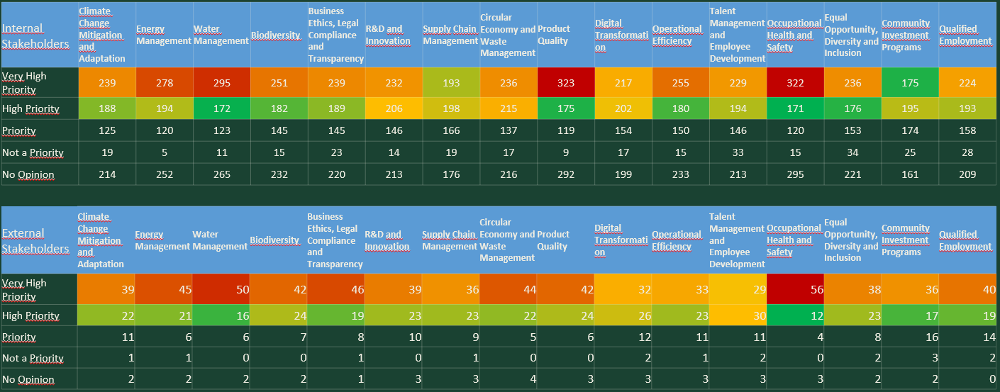 Internal Stakeholders Climate Change Mitigation and Adaptation Energy Management Water Management Biodiversity Business Ethics, Legal Compliance and Transparency R&D and Innovation Supply Chain Management Circular Economy and Waste Management Product Quality Digital Transformation Operational Efficiency Talent Management and Employee Development Occupational Health and Safety Equal Opportunity, Diversity and Inclusion Community Investment Programs Qualified Employment
Very High Priority 239 278 295 251 239 232 193 236 323 217 255 229 322 236 175 224
High Priority 188 194 172 182 189 206 198 215 175 202 180 194 171 176 195 193
Priority 125 120 123 145 145 146 166 137 119 154 150 146 120 153 174 158
Not a Priority 19 5 11 15 23 14 19 17 9 17 15 33 15 34 25 28
No Opinion 214 252 265 232 220 213 176 216 292 199 233 213 295 221 161 209
External Stakeholders Climate Change Mitigation and Adaptation Energy Management Water Management Biodiversity Business Ethics, Legal Compliance and Transparency R&D and Innovation Supply Chain Management Circular Economy and Waste Management Product Quality Digital Transformation Operational Efficiency Talent Management and Employee Development Occupational Health and Safety Equal Opportunity, Diversity and Inclusion Community Investment Programs Qualified Employment
Very High Priority 39 45 50 42 46 39 36 44 42 32 33 29 56 38 36 40
High Priority 22 21 16 24 19 23 23 22 24 26 23 30 12 23 17 19
Priority 11 6 6 7 8 10 9 5 6 12 11 11 4 8 16 14
Not a Priority 1 1 0 0 1 0 1 0 0 2 1 2 0 2 3 2
No Opinion 2 2 2 2 1 3 3 4 3 3 3 3 3 2 2 0